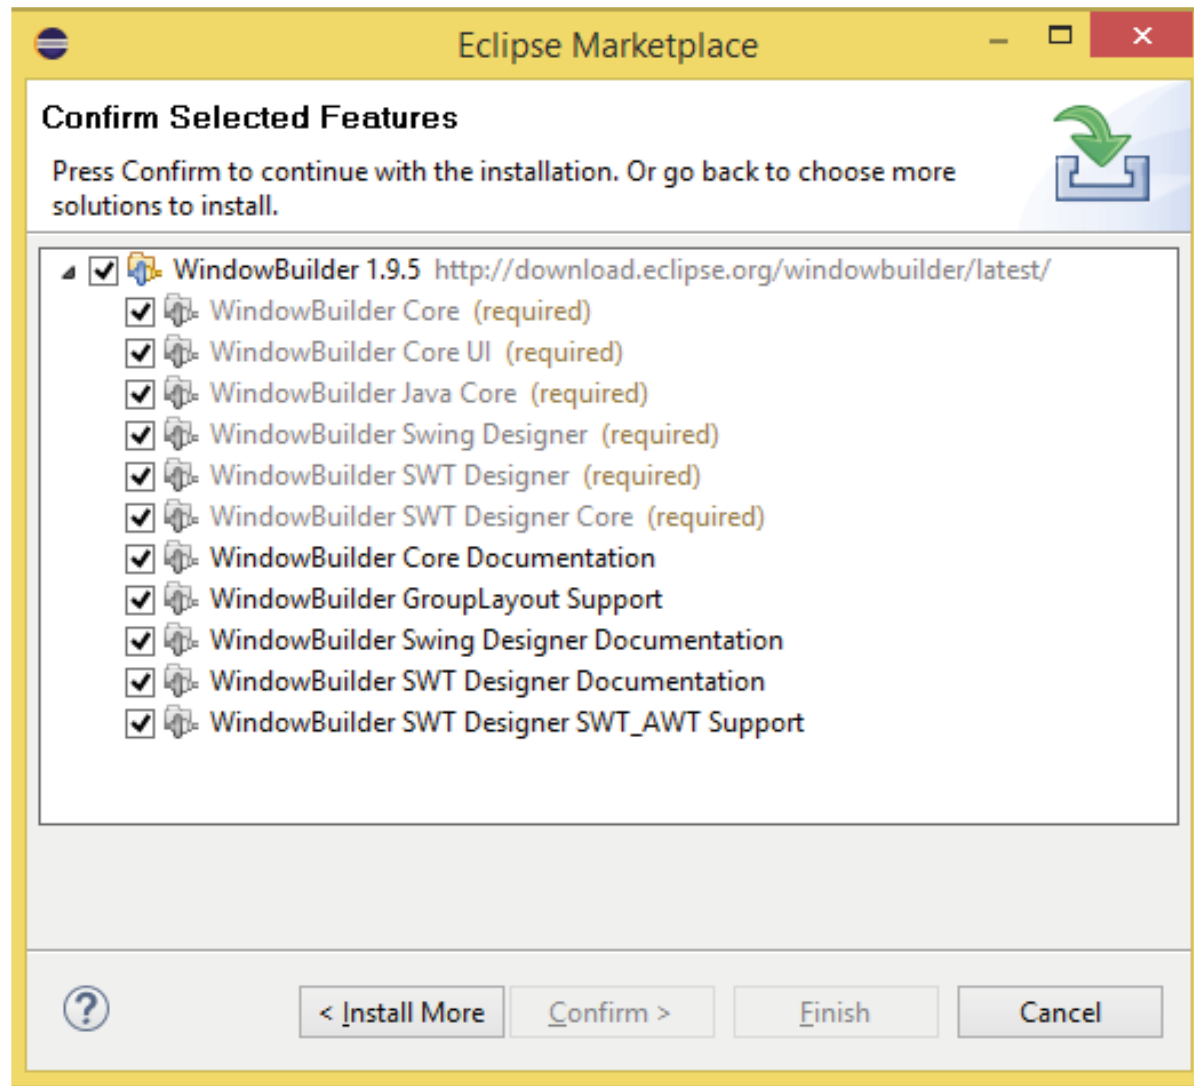 Eclipse Marketplace
Confirm Selected Features
Press Confirm to continue with the installation. Or go back to choose more
solutions to install.
WindowBuilder 1.9.5 http://download.eclipse.org/windowbuilder/latest/
WindowBuilder Core (required)
WindowBuilder Core UI (required)
WindowBuilder Java Core (required)
WindowBuilder Swing Designer (required)
WindowBuilder SWT Designer (required)
WindowBuilder SWT Designer Core (required)
WindowBuilder Core Documentation
WindowBuilder GroupLayout Support
WindowBuilder Swing Designer Documentation
WindowBuilder SWT Designer Documentation
WindowBuilder SWT Designer SWT_AWT Support
? < Install More Confirm > Finish Cancel